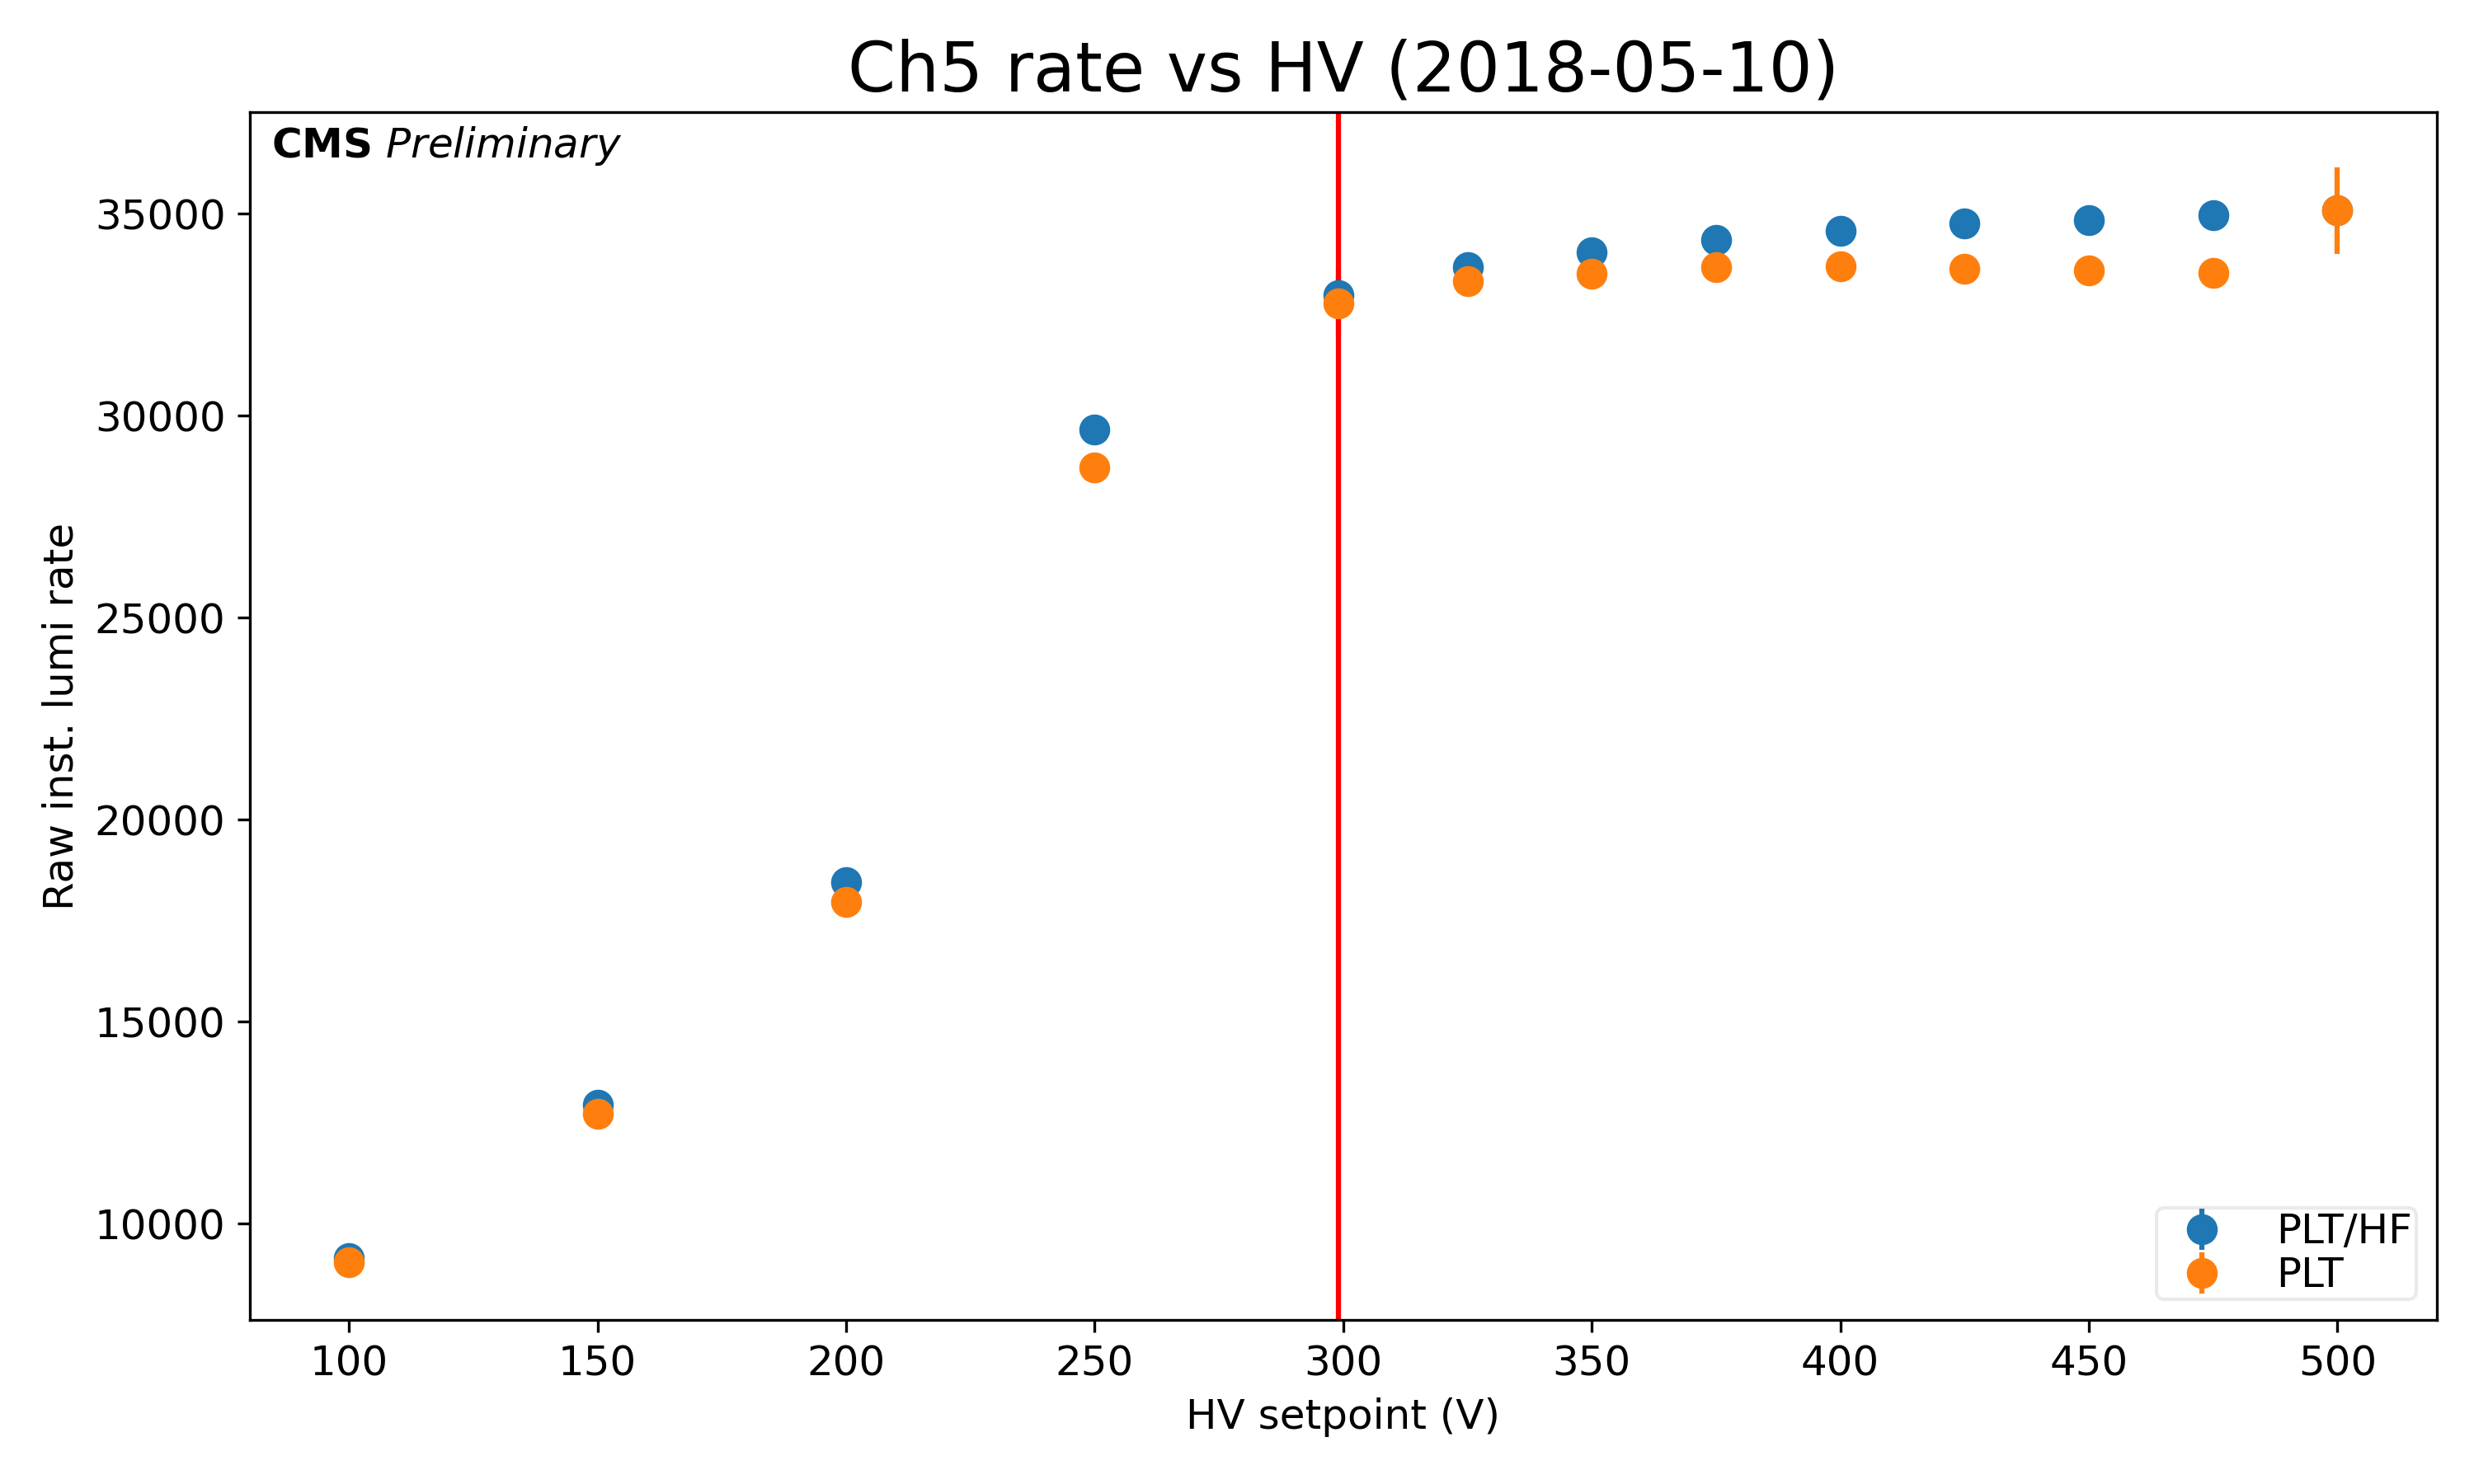 Ch5 rate vs HV (2018-05-10)
CMS Preliminary
Raw inst. lumi rate
35000
30000
25000
20000
15000
10000
PLT/HF
PLT
100 150 200 250 300 350 400 450 500
HV setpoint (V)